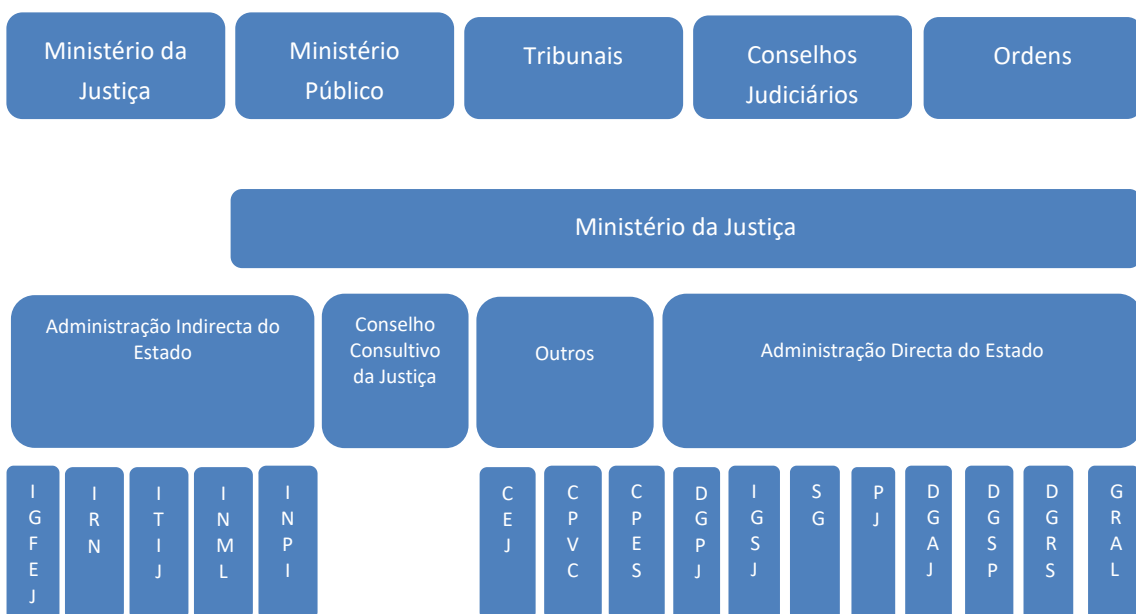 Ministério da
Justiça
Ministério
Público
Tribunais
Conselhos
Judiciários
Ordens
Ministério da Justiça
Administração Indirecta do
Estado
Conselho
Consultivo
da Justiça
Outros
Administração Directa do Estado
IGFEJ
IRN
ITIJ
INML
INPI
CEJ
CPVC
CPES
DGPJ
IGSJ
SG
PJ
DGAJ
DGSP
DGRS
GRAL